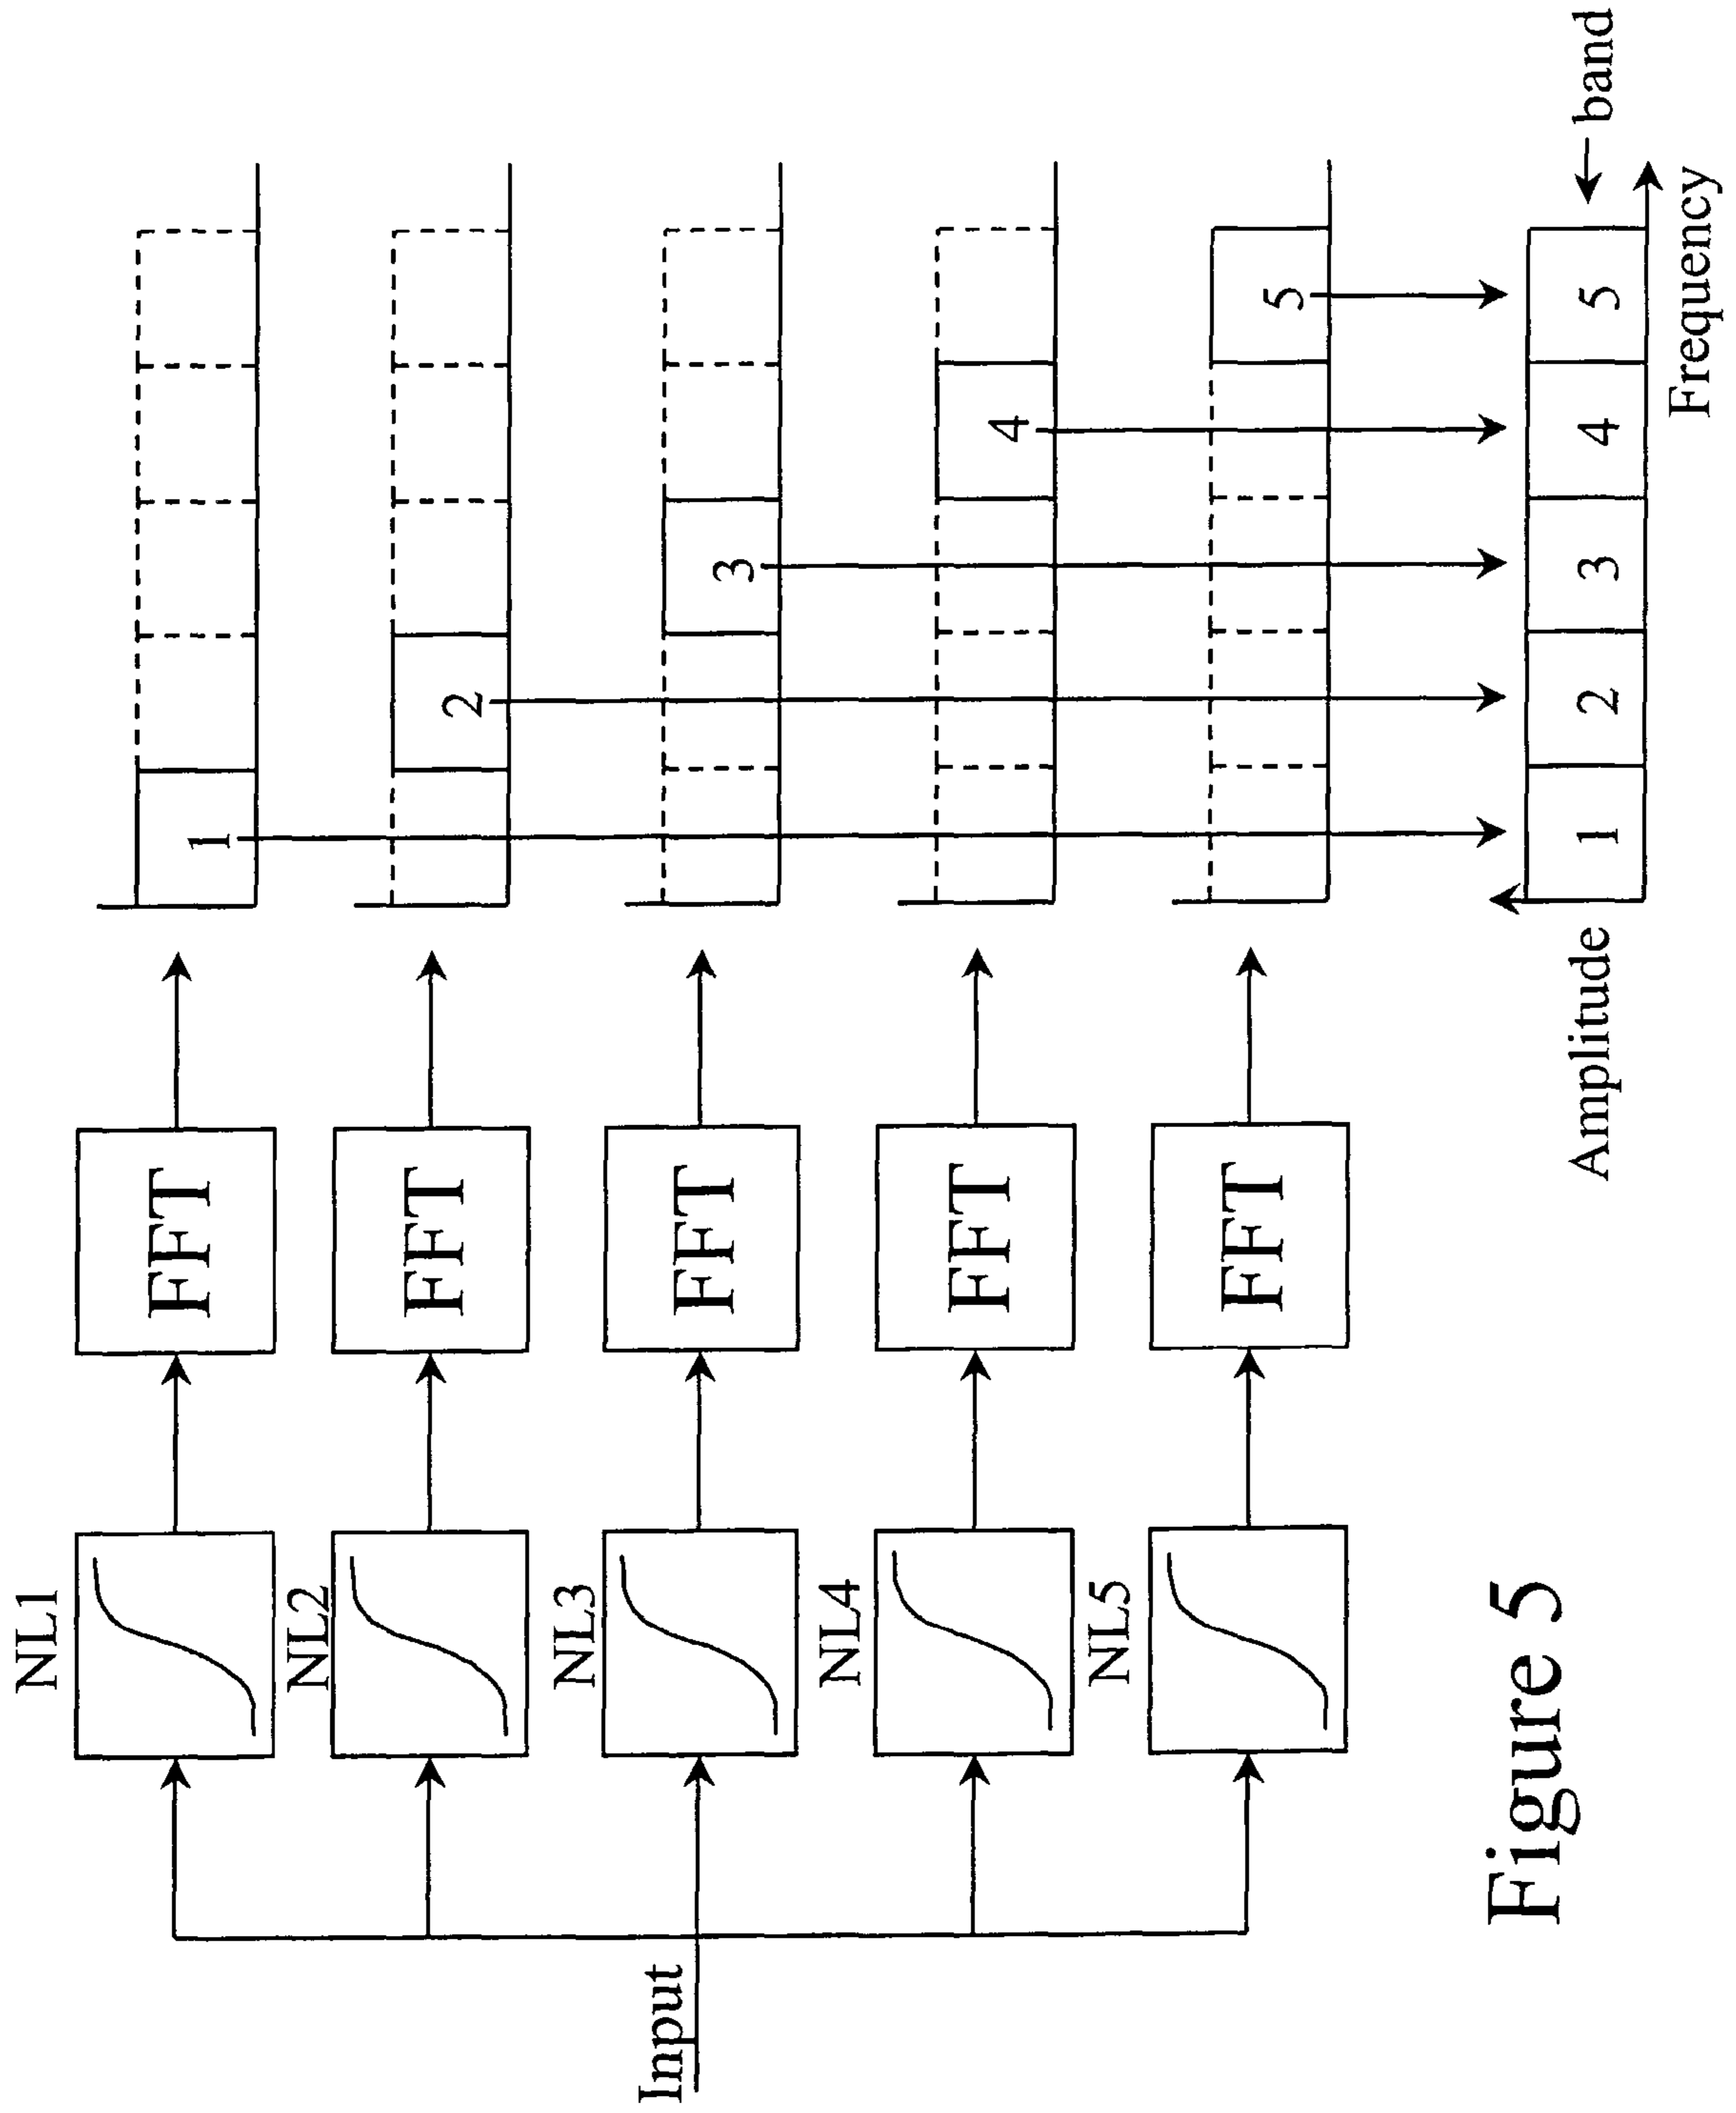 Input
NL1
FFT
1
NL2
FFT
2
NL3
FFT
3
NL4
FFT
4
NL5
FFT
5
Amplitude
1 2 3 4 5
band
Frequency
Figure 5